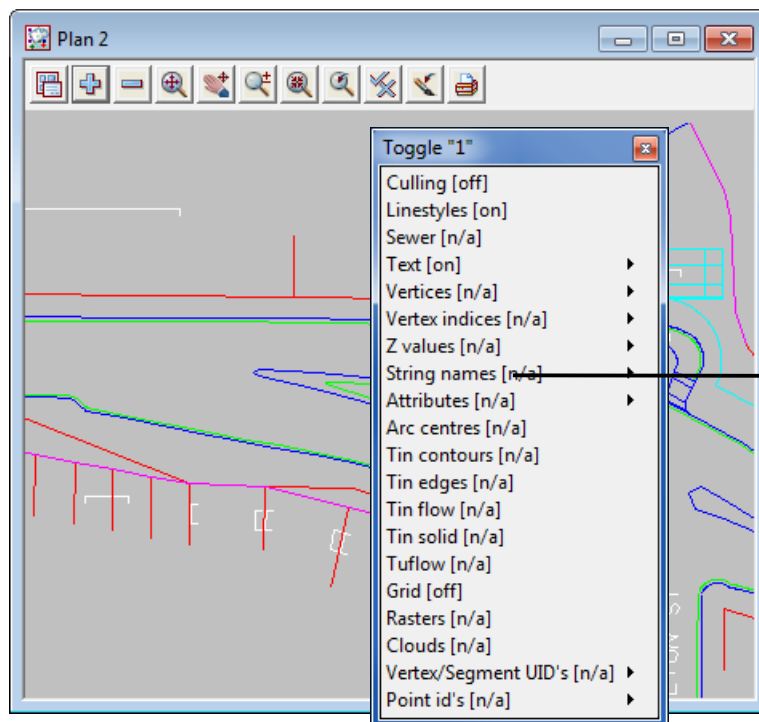 Plan 2
Toggle "1"
Culling [off]
Linestyles [on]
Sewer [n/a]
Text [on]
Vertices [n/a]
Vertex indices [n/a]
Z values [n/a]
String names [n/a]
Attributes [n/a]
Arc centres [n/a]
Tin contours [n/a]
Tin edges [n/a]
Tin flow [n/a]
Tin solid [n/a]
Tuflow [n/a]
Grid [off]
Rasters [n/a]
Clouds [n/a]
Vertex/Segment UID's [n/a]
Point id's [n/a]
ST